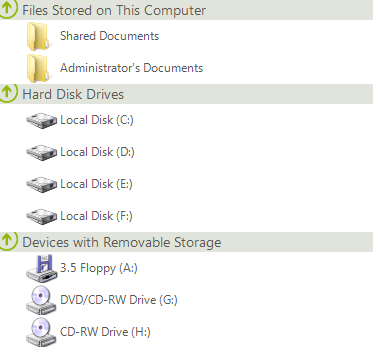 Files Stored on This Computer
Shared Documents
Administrator's Documents
Hard Disk Drives
Local Disk (C:)
Local Disk (D:)
Local Disk (E:)
Local Disk (F:)
Devices with Removable Storage
3.5 Floppy (A:)
DVD/CD-RW Drive (G:)
CD-RW Drive (H:)